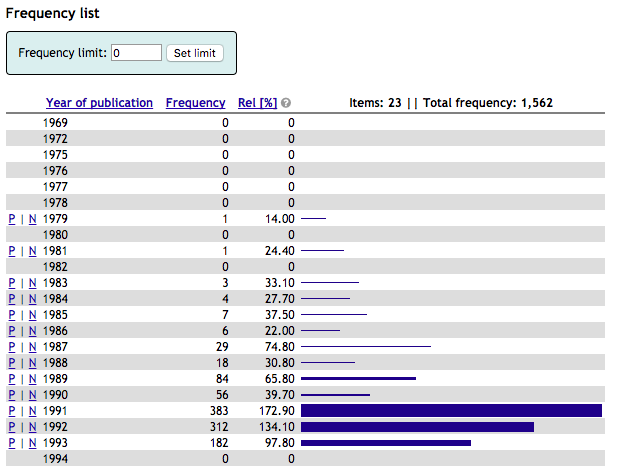 Frequency list
Frequency limit: 0 Set limit
Year of publication Frequency Rel [%] ? Items: 23 || Total frequency: 1,562
1969 0 0
1972 0 0
1975 0 0
1976 0 0
1977 0 0
1978 0 0
P | N 1979 1 14.00
1980 0 0
P | N 1981 1 24.40
1982 0 0
P | N 1983 3 33.10
P | N 1984 4 27.70
P | N 1985 7 37.50
P | N 1986 6 22.00
P | N 1987 29 74.80
P | N 1988 18 30.80
P | N 1989 84 65.80
P | N 1990 56 39.70
P | N 1991 383 172.90
P | N 1992 312 134.10
P | N 1993 182 97.80
1994 0 0